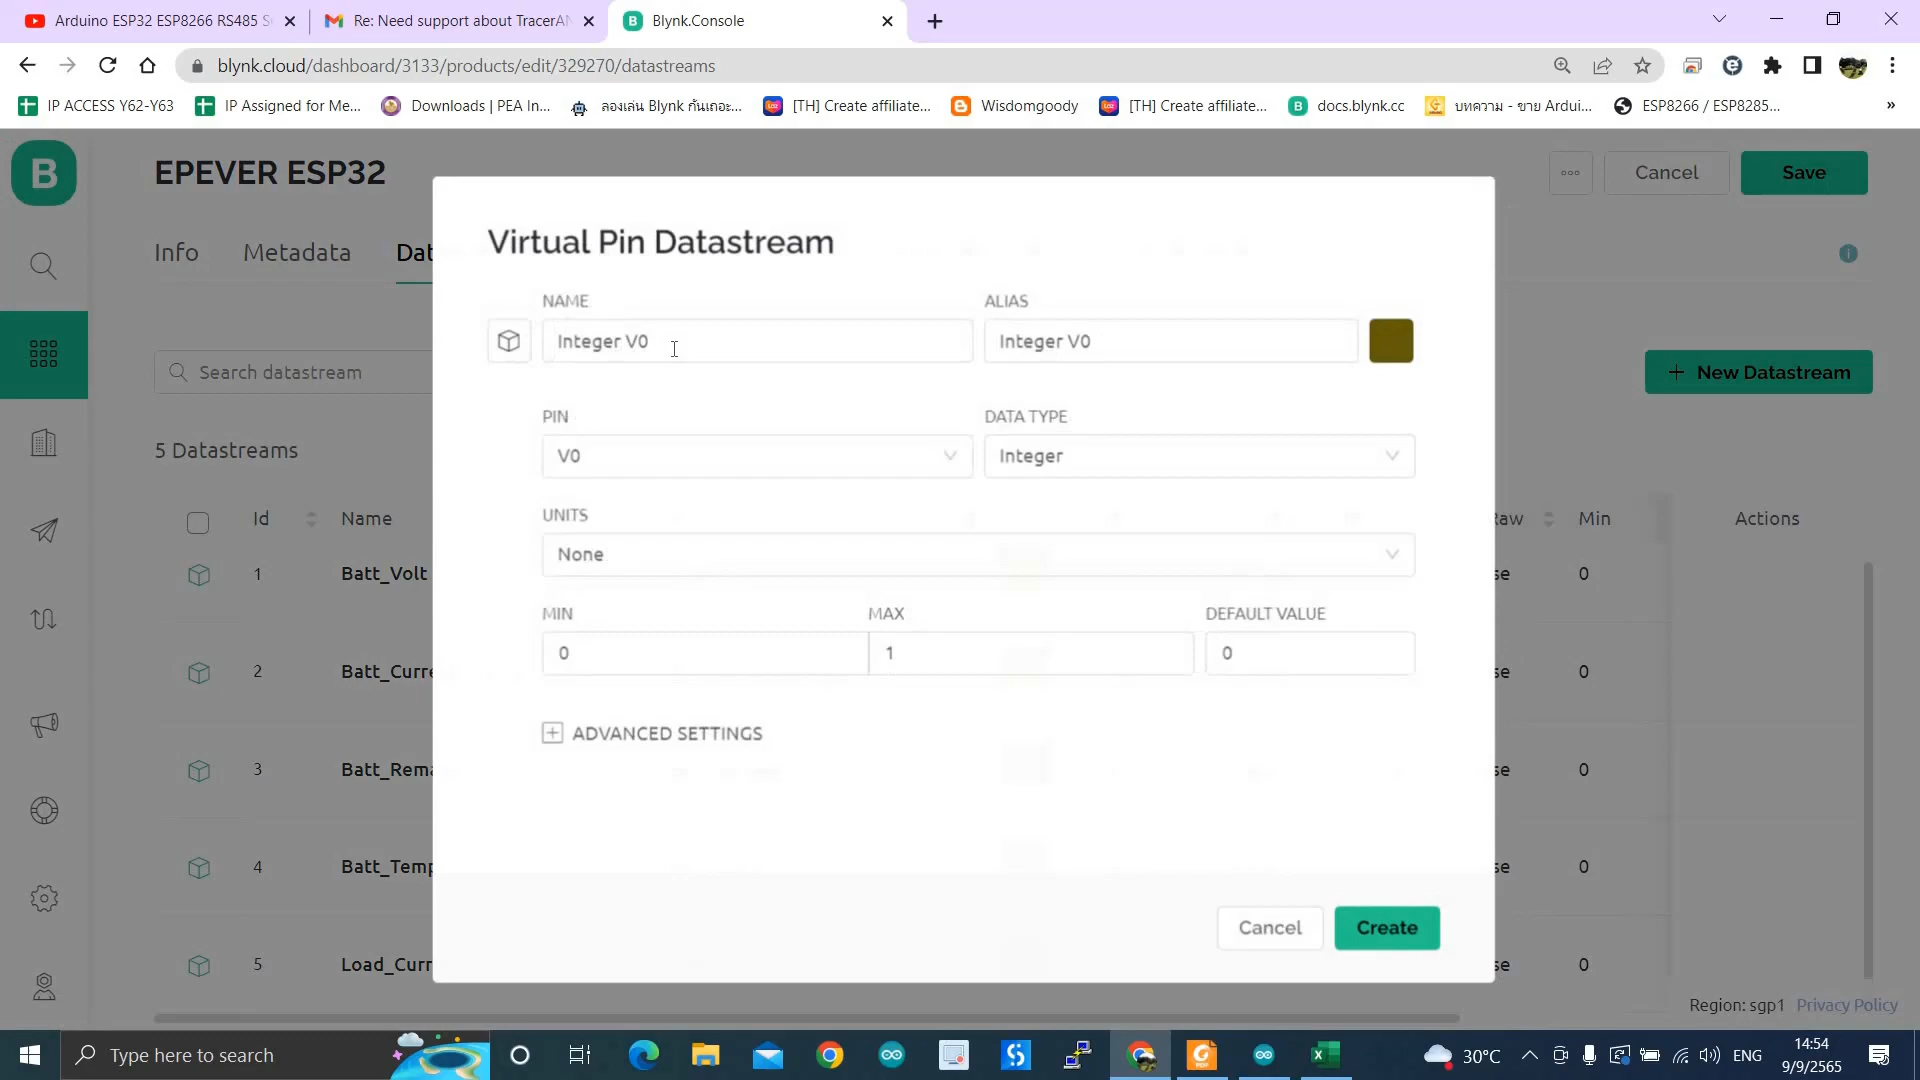 Arduino ESP32 ESP8266 RS485 S
Re: Need support about TracerAN
Blynk.Console
blynk.cloud/dashboard/3133/products/edit/329270/datastreams
IP ACCESS Y62-Y63
IP Assigned for Me...
Downloads | PEA In...
ลองเล่น Blynk กันเถอะ...
[TH] Create affiliate...
Wisdomgoody
[TH] Create affiliate...
docs.blynk.cc
บทความ - ขาย Ardui...
ESP8266 / ESP8285...
»
B
EPEVER ESP32
Cancel
Save
Info
Metadata
Dat
Search datastream
+ New Datastream
5 Datastreams
Id
Name
Raw
Min
Actions
1
Batt_Volt
se
0
2
Batt_Curre
se
0
3
Batt_Rema
se
0
4
Batt_Temp
se
0
5
Load_Curr
se
0
Virtual Pin Datastream
NAME
ALIAS
Integer V0
Integer V0
PIN
DATA TYPE
V0
Integer
UNITS
None
MIN
MAX
DEFAULT VALUE
0
1
0
ADVANCED SETTINGS
Cancel
Create
Region: sgp1
Privacy Policy
Type here to search
30°C
ENG
14:54
9/9/2565